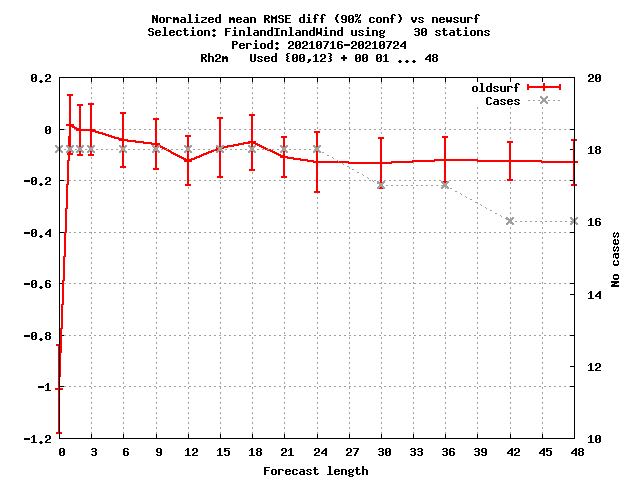 Normalized mean RMSE diff (90% conf) vs newsurf
Selection: FinlandInlandWind using    30 stations
Period: 20210716-20210724
Rh2m   Used {00,12} + 00 01 ... 48
oldsurf
Cases
0.2
0
-0.2
-0.4
-0.6
-0.8
-1
-1.2
20
18
16
14
12
10
No cases
0 3 6 9 12 15 18 21 24 27 30 33 36 39 42 45 48
Forecast length